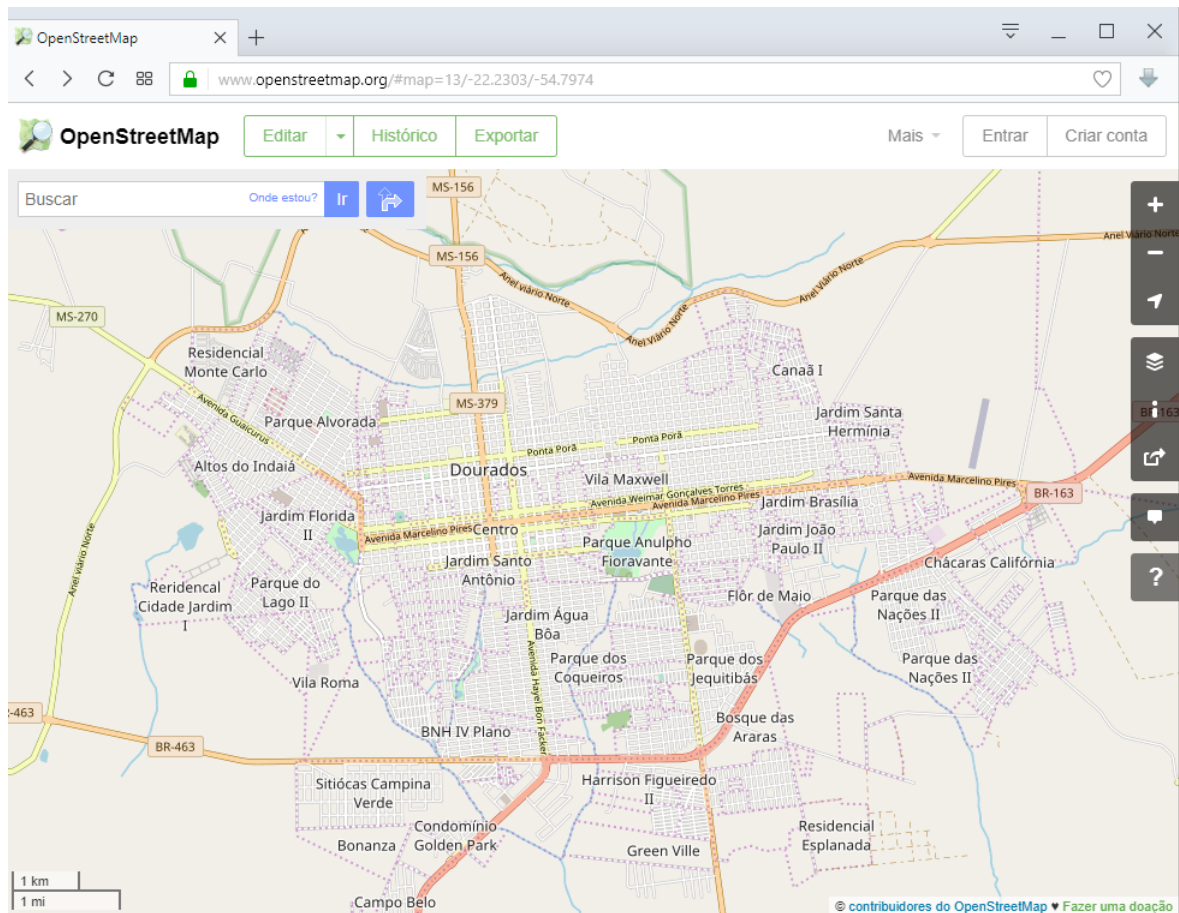 OpenStreetMap
www.openstreetmap.org/#map=13/-22.2303/-54.7974
OpenStreetMap
Editar
Histórico
Exportar
Mais
Entrar
Criar conta
Buscar
Onde estou?
Ir
MS-156
Anel Viário Norte
MS-156
Anel viário Norte
Anel Viário Norte
MS-270
Anel Viário Norte
Residencial
Monte Carlo
Canaã I
Avenida Guaicurus
MS-379
Parque Alvorada
Jardim Santa
Hermínia
BR-163
Ponta Porã
Ponta Porã
Altos do Indaiá
Dourados
Vila Maxwell
Avenida Marcelino Pires
Avenida Weimar Gonçalves Torres
BR-163
Avenida Marcelino Pires
Jardim Brasília
Jardim Florida
II
Avenida Marcelino Pires
Centro
Parque Anulpho
Fioravante
Jardim João
Paulo II
Anel viário Norte
Jardim Santo
Antônio
Chácaras Califórnia
Reridencal
Cidade Jardim
I
Parque do
Lago II
Flôr de Maio
Parque das
Nações II
Jardim Água
Bôa
Avenida Hayel Bon Facker
Parque dos
Coqueiros
Parque dos
Jequitibás
Parque das
Nações II
Vila Roma
-463
Bosque das
Araras
BNH IV Plano
BR-463
Sitiócas Campina
Verde
Harrison Figueiredo
II
Condomínio
Golden Park
Bonanza
Residencial
Esplanada
Green Ville
1 km
1 mi
Campo Belo
© contribuidores do OpenStreetMap ♥ Fazer uma doação